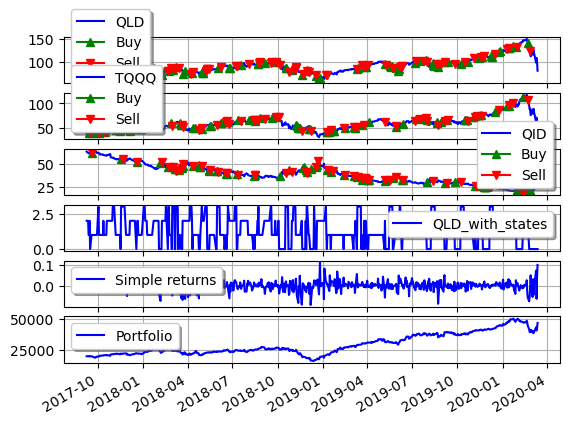 QLD
Buy
Sell
150
100
TQQQ
Buy
Sell
100
50
QID
Buy
Sell
50
25
2.5
0.0
QLD_with_states
0.1
0.0
Simple returns
50000
25000
Portfolio
2017-10
2018-01
2018-04
2018-07
2018-10
2019-01
2019-04
2019-07
2019-10
2020-01
2020-04